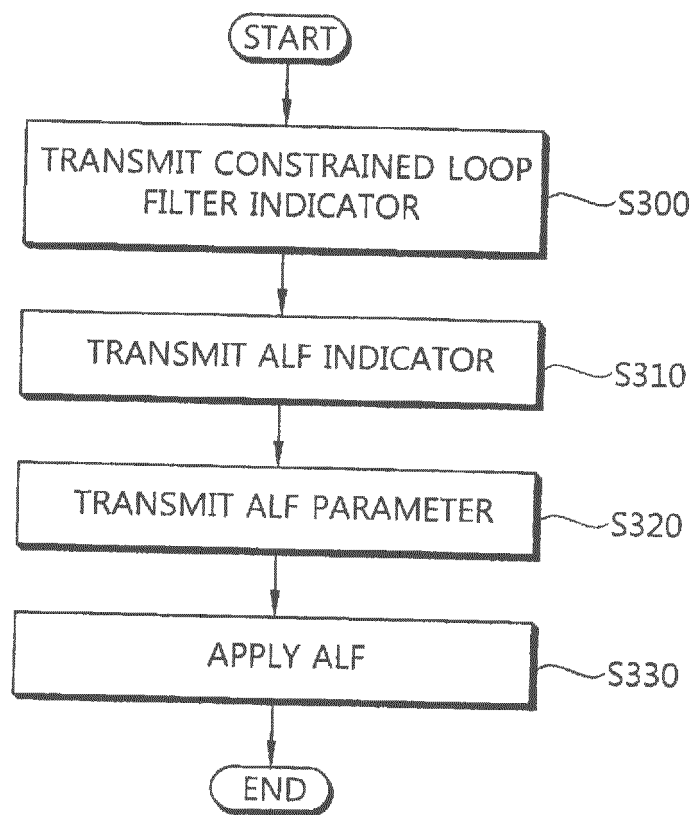 START
TRANSMIT CONSTRAINED LOOP
FILTER INDICATOR
S300
TRANSMIT ALF INDICATOR
S310
TRANSMIT ALF PARAMETER
S320
APPLY ALF
S330
END